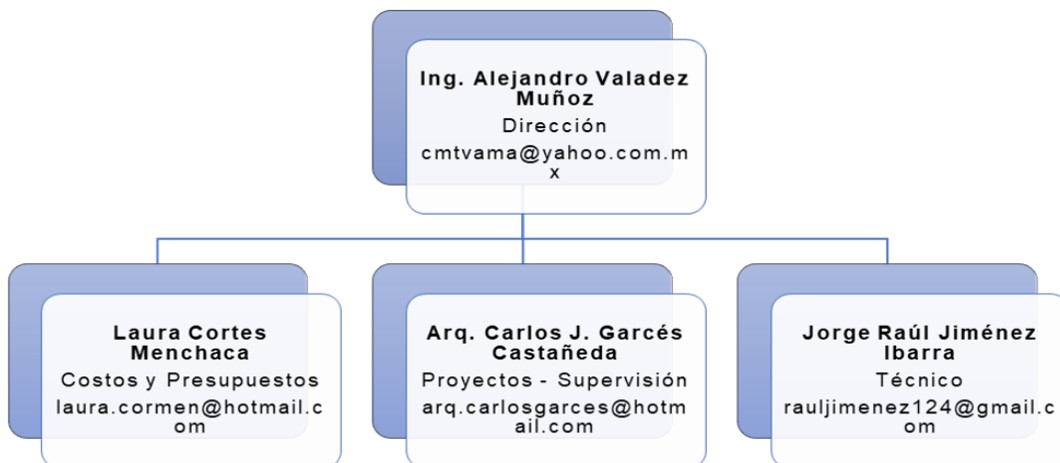 Ing. Alejandro Valadez
Muñoz
Dirección
cmtvama@yahoo.com.m
x
Laura Cortes
Menchaca
Costos y Presupuestos
laura.cormen@hotmail.c
om
Arq. Carlos J. Garcés
Castañeda
Proyectos - Supervisión
arq.carlosgarces@hotm
ail.com
Jorge Raúl Jiménez
Ibarra
Técnico
rauljimenez124@gmail.c
om